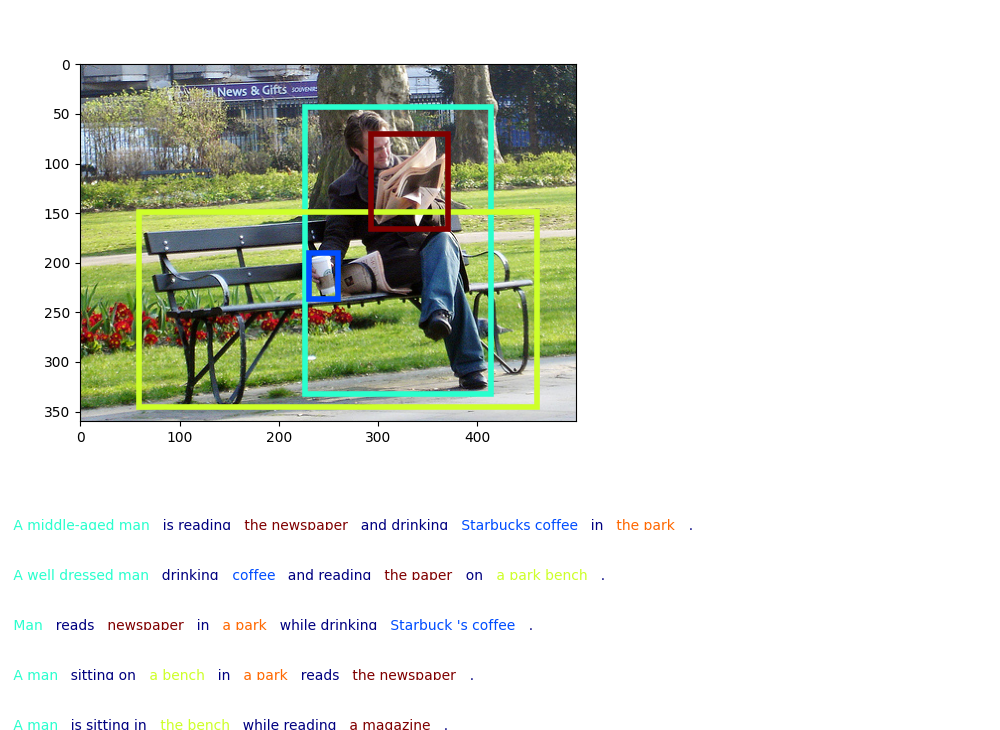 0
50
l News & Gifts SOUVENIRS
100
150
200
250
300
350
0 100 200 300 400
A middle-aged man is reading the newspaper and drinking Starbucks coffee in the park .
A well dressed man drinking coffee and reading the paper on a park bench .
Man reads newspaper in a park while drinking Starbuck 's coffee .
A man sitting on a bench in a park reads the newspaper .
A man is sitting in the bench while reading a magazine .